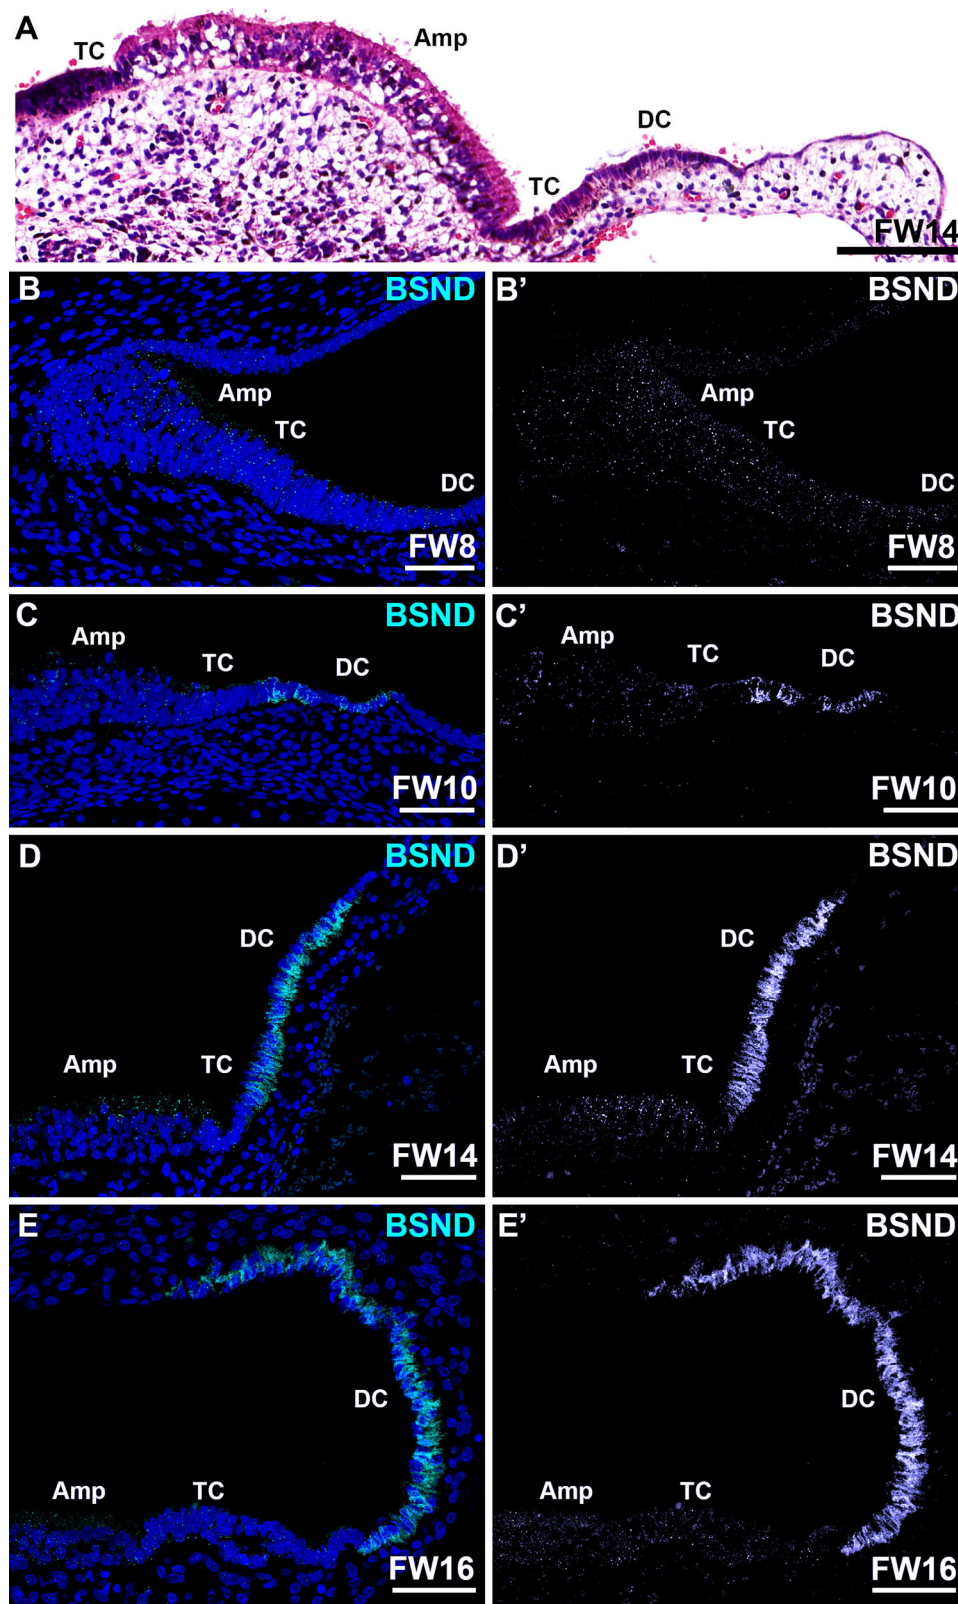 A
TC
Amp
DC
TC
FW14
B
BSND
Amp
TC
DC
FW8
B'
BSND
Amp
TC
DC
FW8
C
BSND
Amp
TC
DC
FW10
C'
BSND
Amp
TC
DC
FW10
D
BSND
DC
Amp
TC
FW14
D'
BSND
DC
Amp
TC
FW14
E
BSND
DC
Amp
TC
FW16
E'
BSND
DC
Amp
TC
FW16